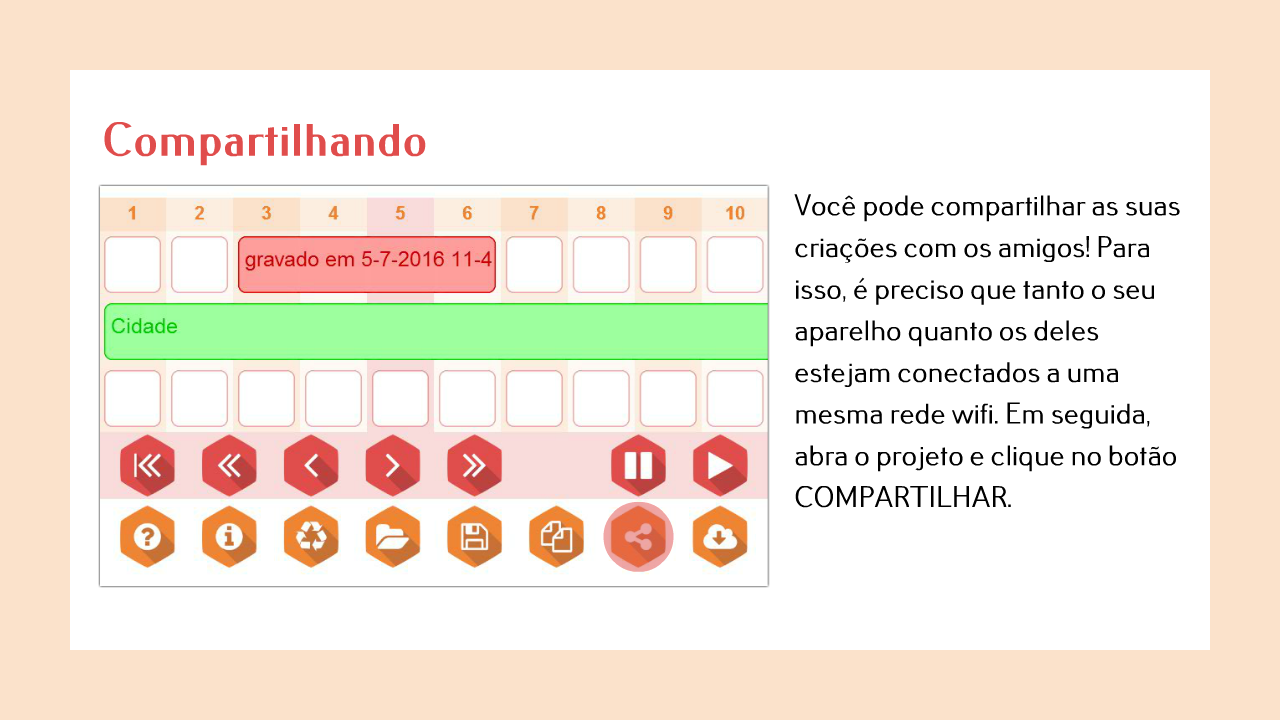 Compartilhando
1 2 3 4 5 6 7 8 9 10
gravado em 5-7-2016 11-4
Cidade
Você pode compartilhar as suas
criações com os amigos! Para
isso, é preciso que tanto o seu
aparelho quanto os deles
estejam conectados a uma
mesma rede wifi. Em seguida,
abra o projeto e clique no botão
COMPARTILHAR.